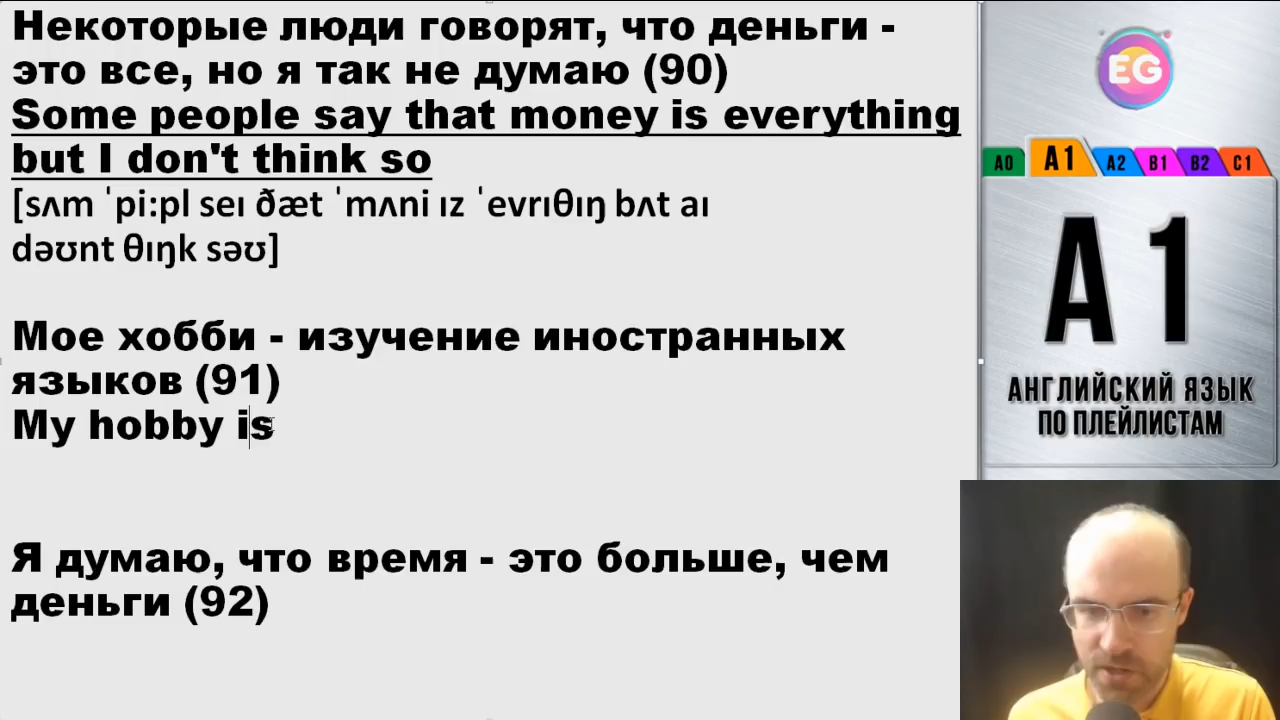 Некоторые люди говорят, что деньги -
это все, но я так не думаю (90)
Some people say that money is everything
but I don't think so
[sʌm ˈpiːpl seɪ ðæt ˈmʌni ɪz ˈevrɪθɪŋ bʌt aɪ
dəʊnt θɪŋk səʊ]
Мое хобби - изучение иностранных
языков (91)
My hobby is
Я думаю, что время - это больше, чем
деньги (92)
EG
A0 A1 A2 B1 B2 C1
A 1
АНГЛИЙСКИЙ ЯЗЫК
ПО ПЛЕЙЛИСТАМ